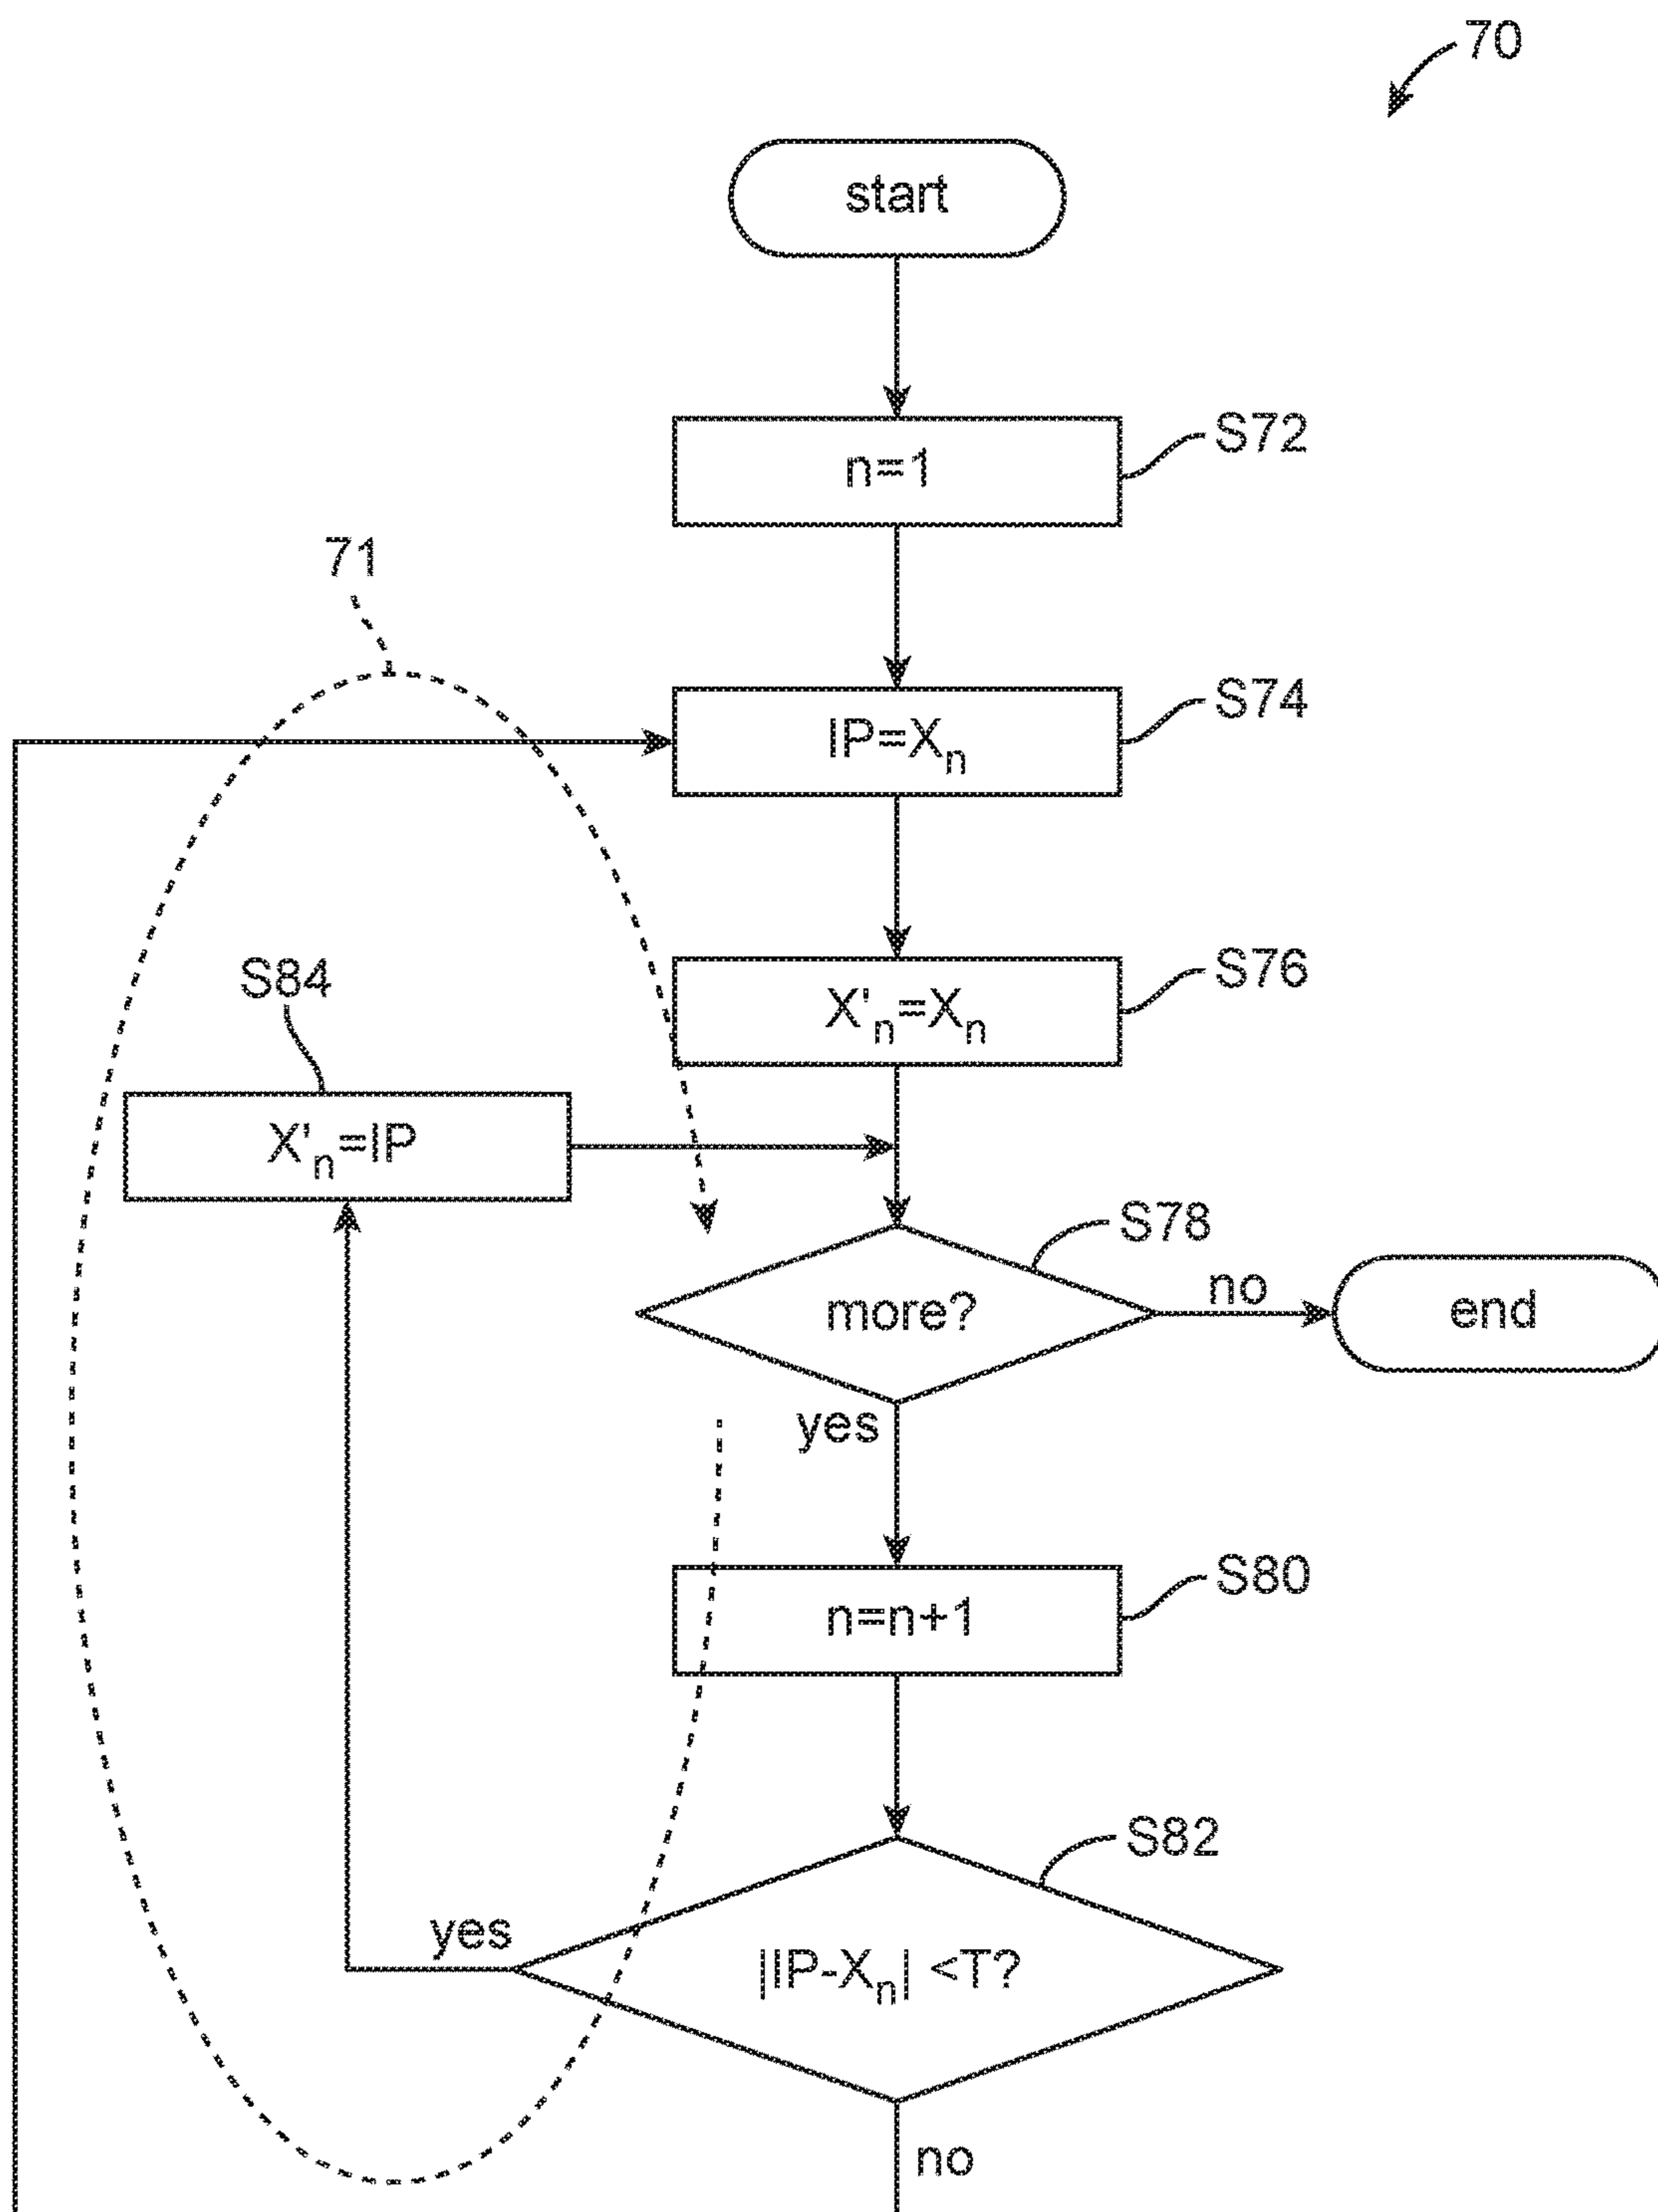 70
start
n=1
S72
71
IP=Xn
S74
X'n=Xn
S76
S84
X'n=IP
S78
more?
no
end
yes
n=n+1
S80
S82
yes
|IP-Xn| <T?
no